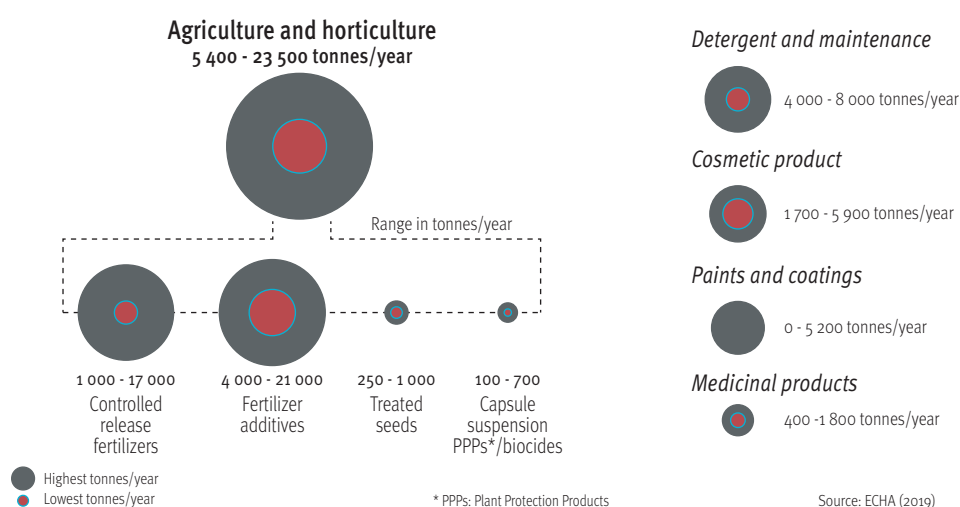 Agriculture and horticulture
5 400 - 23 500 tonnes/year
Range in tonnes/year
1 000 - 17 000
Controlled
release
fertilizers
4 000 - 21 000
Fertilizer
additives
250 - 1 000
Treated
seeds
100 - 700
Capsule
suspension
PPPs*/biocides
Highest tonnes/year
Lowest tonnes/year
* PPPs: Plant Protection Products
Detergent and maintenance
4 000 - 8 000 tonnes/year
Cosmetic product
1 700 - 5 900 tonnes/year
Paints and coatings
0 - 5 200 tonnes/year
Medicinal products
400 -1 800 tonnes/year
Source: ECHA (2019)